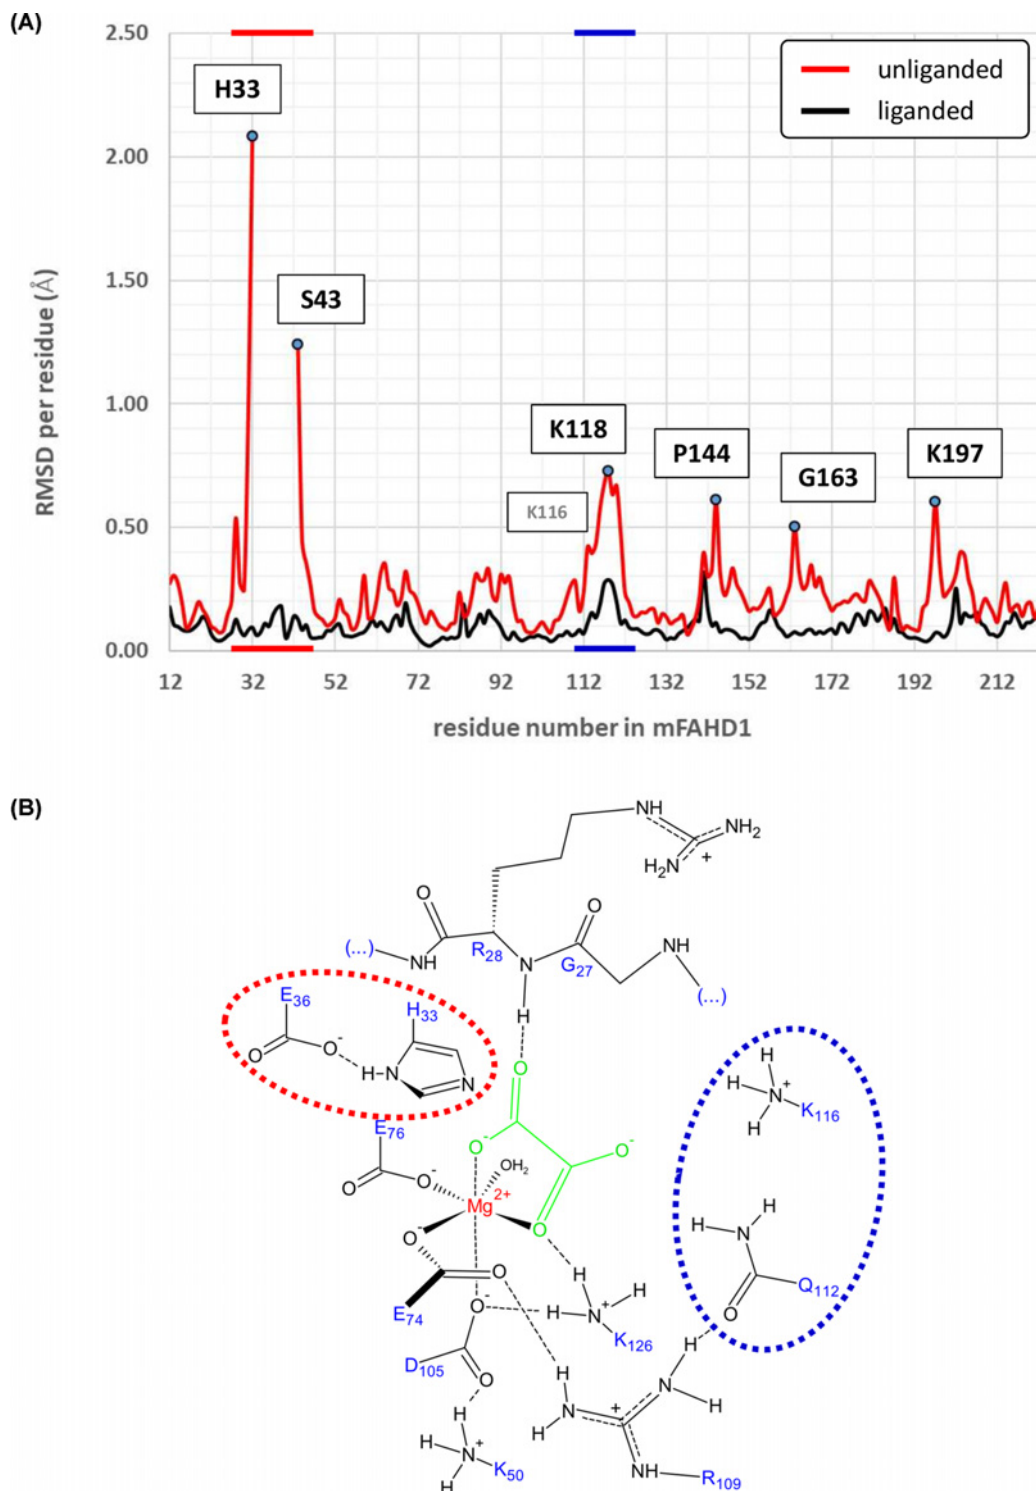 (A)
2.50
unliganded
liganded
H33
2.00
1.50
S43
RMSD per residue (Å)
1.00
K118
P144
K197
G163
K116
0.50
0.00
12 32 52 72 92 112 132 152 172 192 212
residue number in mFAHD1
(B)
NH
NH2
H2N
+
O
O
(...)
NH
R28
N
G27
NH
(...)
H
E36
H33
O
O
O-
H
N
N
H
H
N+
K116
H
E76
O-
OH2
O-
O
O-
Mg2+
O-
O
H
H
N
O
E74
O-
H
H
N+
H
K126
O
Q112
D105
O
H
H
H
N
+
N
H
H
H
N+
K50
H
NH
R109